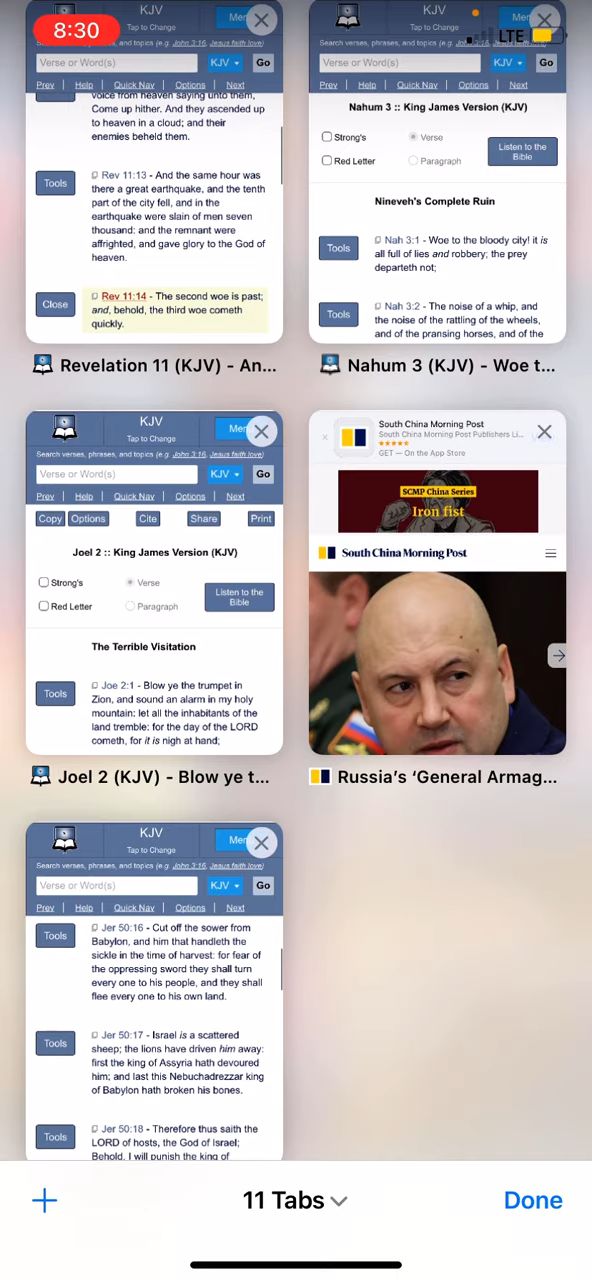 8:30
LTE
KJV
Tap to Change
Search verses, phrases, and topics (e.g. John 3:16, Jesus faith love)
Verse or Word(s)
KJV
Go
Prev
Help
Quick Nav
Options
Next
voice from heaven saying unto them,
Come up hither. And they ascended up
to heaven in a cloud; and their
enemies beheld them.
Tools
Rev 11:13 - And the same hour was
there a great earthquake, and the tenth
part of the city fell, and in the
earthquake were slain of men seven
thousand: and the remnant were
affrighted, and gave glory to the God of
heaven.
Close
Rev 11:14 - The second woe is past;
and, behold, the third woe cometh
quickly.
Revelation 11 (KJV) - An...
KJV
Tap to Change
Search verses, phrases, and topics (e.g. John 3:16, Jesus faith love)
Verse or Word(s)
KJV
Go
Prev
Help
Quick Nav
Options
Next
Nahum 3 :: King James Version (KJV)
Strong's
Verse
Listen to the
Bible
Red Letter
Paragraph
Nineveh's Complete Ruin
Tools
Nah 3:1 - Woe to the bloody city! it is
all full of lies and robbery; the prey
departeth not;
Tools
Nah 3:2 - The noise of a whip, and
the noise of the rattling of the wheels,
and of the pransing horses, and of the
Nahum 3 (KJV) - Woe t...
KJV
Tap to Change
Search verses, phrases, and topics (e.g. John 3:16, Jesus faith love)
Verse or Word(s)
KJV
Go
Prev
Help
Quick Nav
Options
Next
Copy
Options
Cite
Share
Print
Joel 2 :: King James Version (KJV)
Strong's
Verse
Listen to the
Bible
Red Letter
Paragraph
The Terrible Visitation
Tools
Joe 2:1 - Blow ye the trumpet in
Zion, and sound an alarm in my holy
mountain: let all the inhabitants of
the land tremble: for the day of the LORD
cometh, for it is nigh at hand;
Joel 2 (KJV) - Blow ye t...
South China Morning Post
South China Morning Post Publishers Li...
GET — On the App Store
SCMP China Series
Iron fist
South China Morning Post
Russia's 'General Armag...
KJV
Tap to Change
Search verses, phrases, and topics (e.g. John 3:16, Jesus faith love)
Verse or Word(s)
KJV
Go
Prev
Help
Quick Nav
Options
Next
Tools
Jer 50:16 - Cut off the sower from
Babylon, and him that handleth the
sickle in the time of harvest: for fear of
the oppressing sword they shall turn
every one to his people, and they shall
flee every one to his own land.
Tools
Jer 50:17 - Israel is a scattered
sheep; the lions have driven him away:
first the king of Assyria hath devoured
him; and last this Nebuchadrezzar king
of Babylon hath broken his bones.
Tools
Jer 50:18 - Therefore thus saith the
LORD of hosts, the God of Israel;
Behold, I will punish the king of
11 Tabs
Done